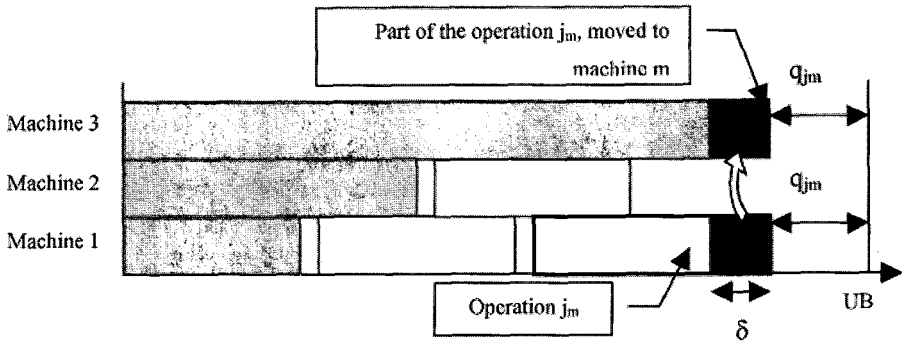 Part of the operation jm, moved to
machine m
qjm
Machine 3
Machine 2
qjm
Machine 1
Operation jm
δ
UB